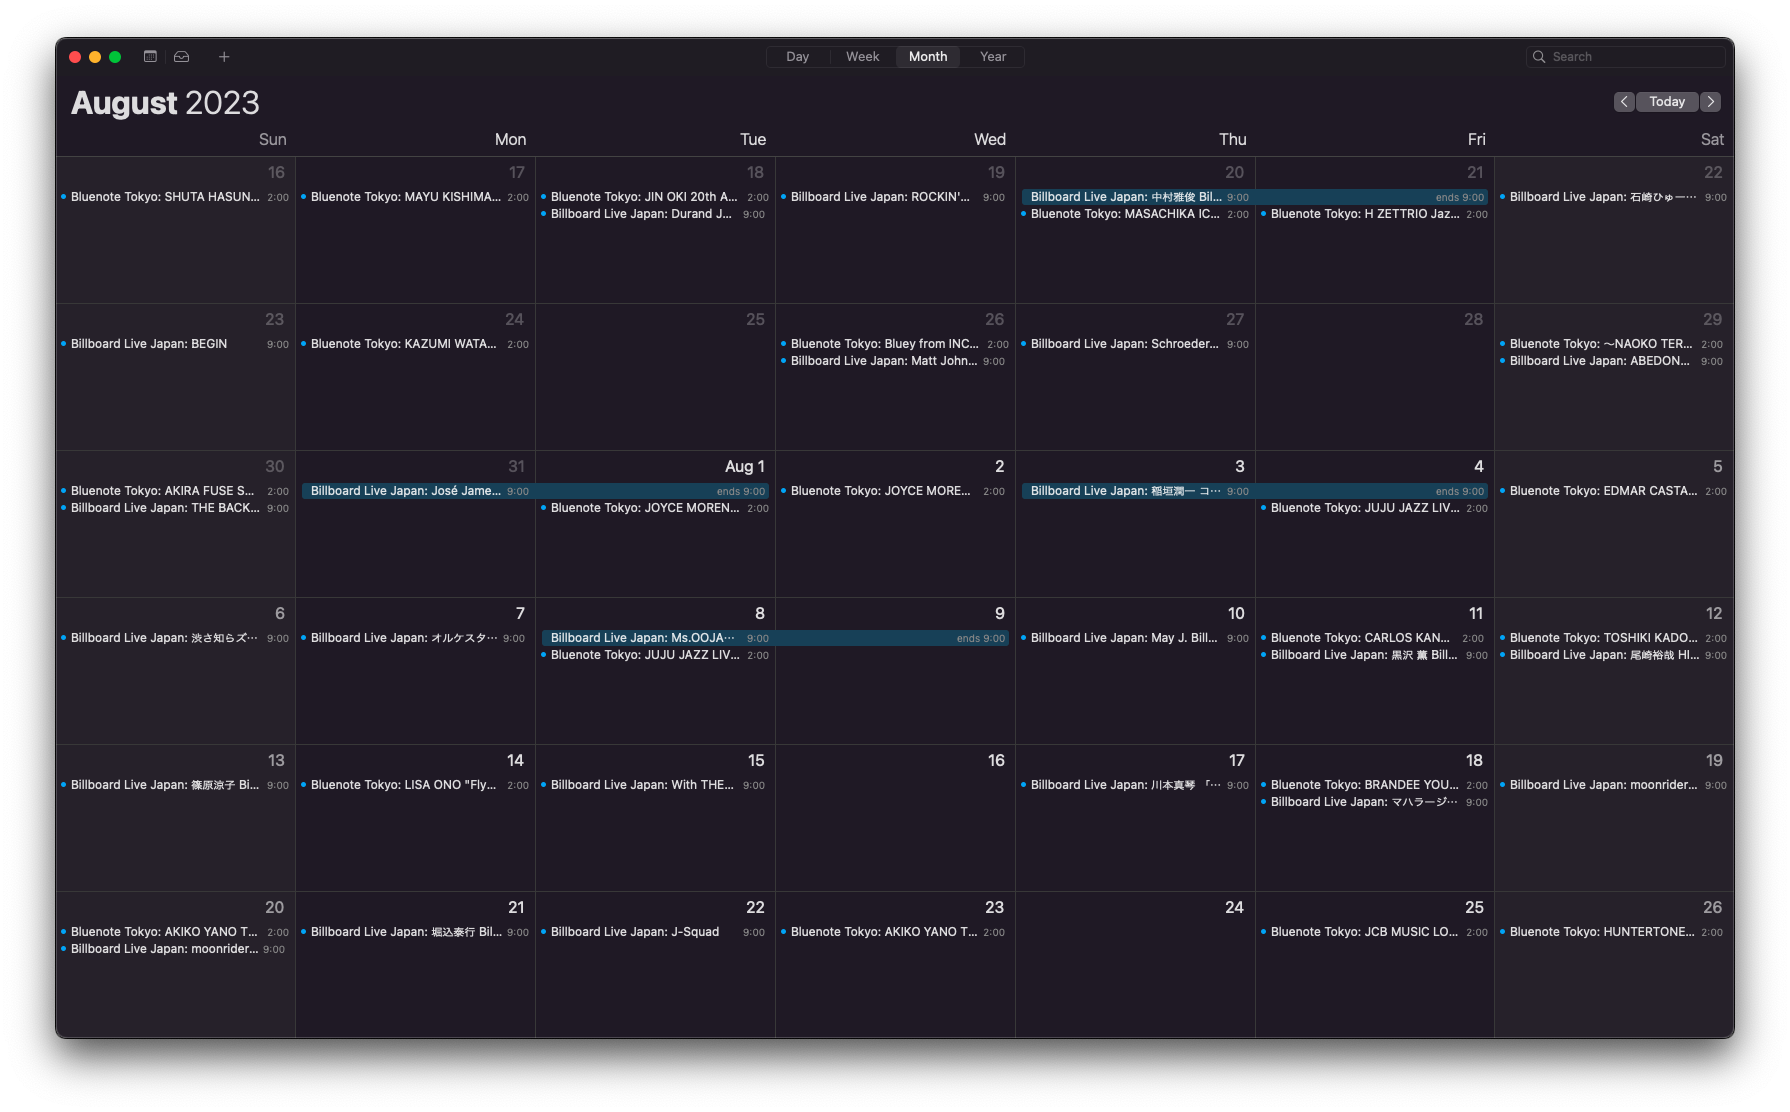 Day Week Month Year
Search
August 2023
Today
Sun Mon Tue Wed Thu Fri Sat
16 17 18 19 20 21 22
Bluenote Tokyo: SHUTA HASUN... 2:00
Bluenote Tokyo: MAYU KISHIMA... 2:00
Bluenote Tokyo: JIN OKI 20th A... 2:00
Billboard Live Japan: Durand J... 9:00
Billboard Live Japan: ROCKIN'... 9:00
Billboard Live Japan: 中村雅俊 Bil... 9:00
ends 9:00
Bluenote Tokyo: MASACHIKA IC... 2:00
Bluenote Tokyo: H ZETTRIO Jaz... 2:00
Billboard Live Japan: 石崎ひゅー… 9:00
23 24 25 26 27 28 29
Billboard Live Japan: BEGIN 9:00
Bluenote Tokyo: KAZUMI WATA... 2:00
Bluenote Tokyo: Bluey from INC... 2:00
Billboard Live Japan: Matt John... 9:00
Billboard Live Japan: Schroeder... 9:00
Bluenote Tokyo: 〜NAOKO TER... 2:00
Billboard Live Japan: ABEDON... 9:00
30 31 Aug 1 2 3 4 5
Bluenote Tokyo: AKIRA FUSE S... 2:00
Billboard Live Japan: THE BACK... 9:00
Billboard Live Japan: José Jame... 9:00
ends 9:00
Bluenote Tokyo: JOYCE MOREN... 2:00
Bluenote Tokyo: JOYCE MORE... 2:00
Billboard Live Japan: 稲垣潤一 コ… 9:00
ends 9:00
Bluenote Tokyo: JUJU JAZZ LIV... 2:00
Bluenote Tokyo: EDMAR CASTA... 2:00
6 7 8 9 10 11 12
Billboard Live Japan: 渋さ知らズ… 9:00
Billboard Live Japan: オルケスタ… 9:00
Billboard Live Japan: Ms.OOJA… 9:00
ends 9:00
Bluenote Tokyo: JUJU JAZZ LIV... 2:00
Billboard Live Japan: May J. Bill... 9:00
Bluenote Tokyo: CARLOS KAN... 2:00
Billboard Live Japan: 黒沢 薫 Bill... 9:00
Bluenote Tokyo: TOSHIKI KADO... 2:00
Billboard Live Japan: 尾崎裕哉 HI... 9:00
13 14 15 16 17 18 19
Billboard Live Japan: 篠原涼子 Bi... 9:00
Bluenote Tokyo: LISA ONO "Fly... 2:00
Billboard Live Japan: With THE... 9:00
Billboard Live Japan: 川本真琴 「… 9:00
Bluenote Tokyo: BRANDEE YOU... 2:00
Billboard Live Japan: マハラージ… 9:00
Billboard Live Japan: moonrider... 9:00
20 21 22 23 24 25 26
Bluenote Tokyo: AKIKO YANO T... 2:00
Billboard Live Japan: moonrider... 9:00
Billboard Live Japan: 堀込泰行 Bil... 9:00
Billboard Live Japan: J-Squad 9:00
Bluenote Tokyo: AKIKO YANO T... 2:00
Bluenote Tokyo: JCB MUSIC LO... 2:00
Bluenote Tokyo: HUNTERTONE... 2:00